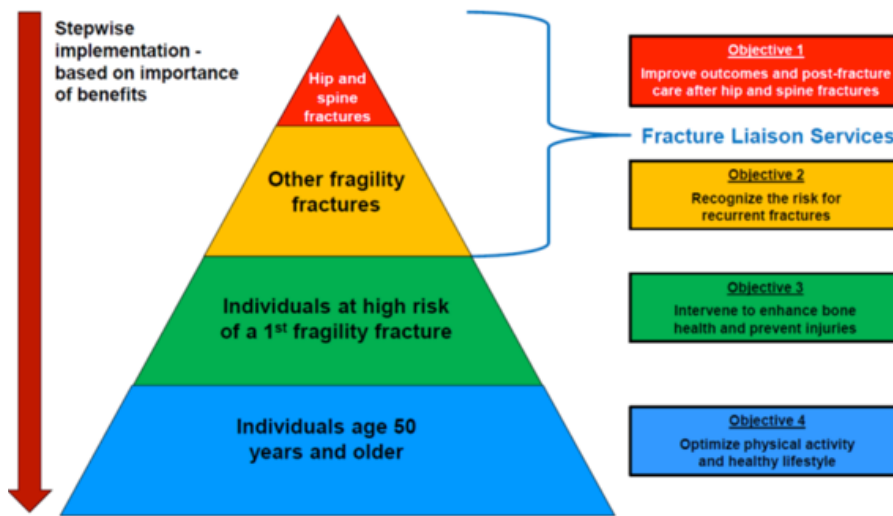 Stepwise
implementation -
based on importance
of benefits
Hip and
spine
fractures
Other fragility
fractures
Individuals at high risk
of a 1st fragility fracture
Individuals age 50
years and older
Objective 1
Improve outcomes and post-fracture
care after hip and spine fractures
Fracture Liaison Services
Objective 2
Recognize the risk for
recurrent fractures
Objective 3
Intervene to enhance bone
health and prevent injuries
Objective 4
Optimize physical activity
and healthy lifestyle